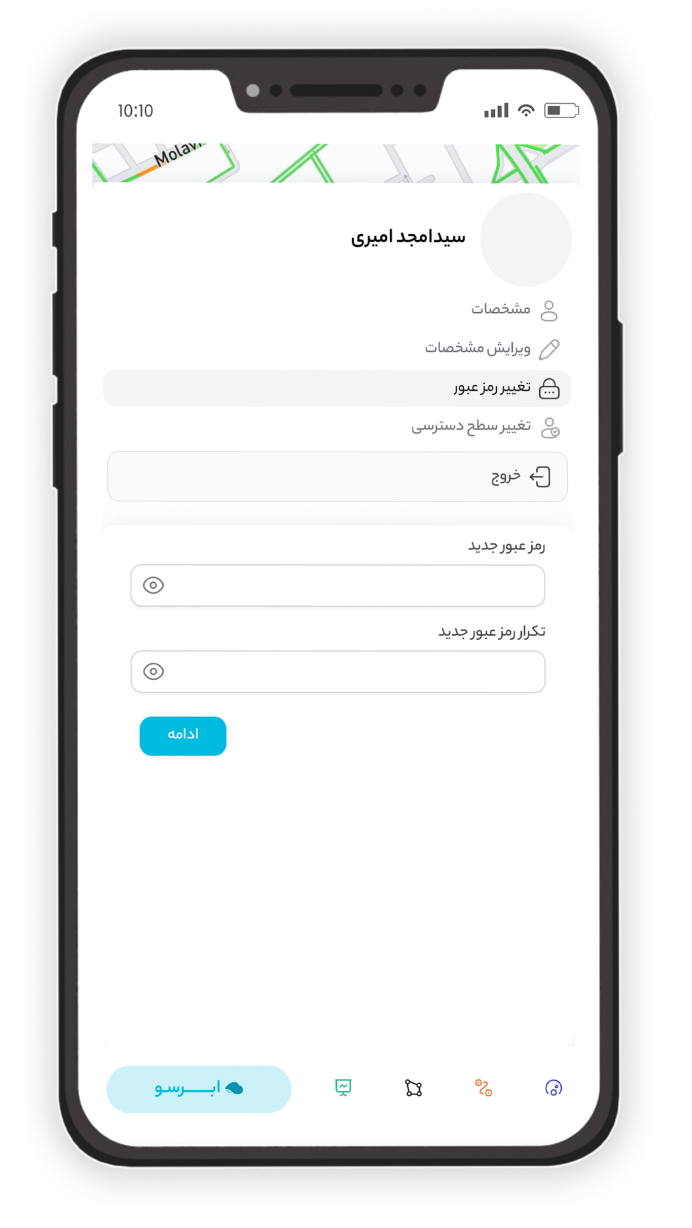 10:10
Molavi
سیدامجد امیری
مشخصات
ویرایش مشخصات
تغییر رمز عبور
تغییر سطح دسترسی
خروج
رمز عبور جدید
تکرار رمز عبور جدید
ادامه
ابــــرسو